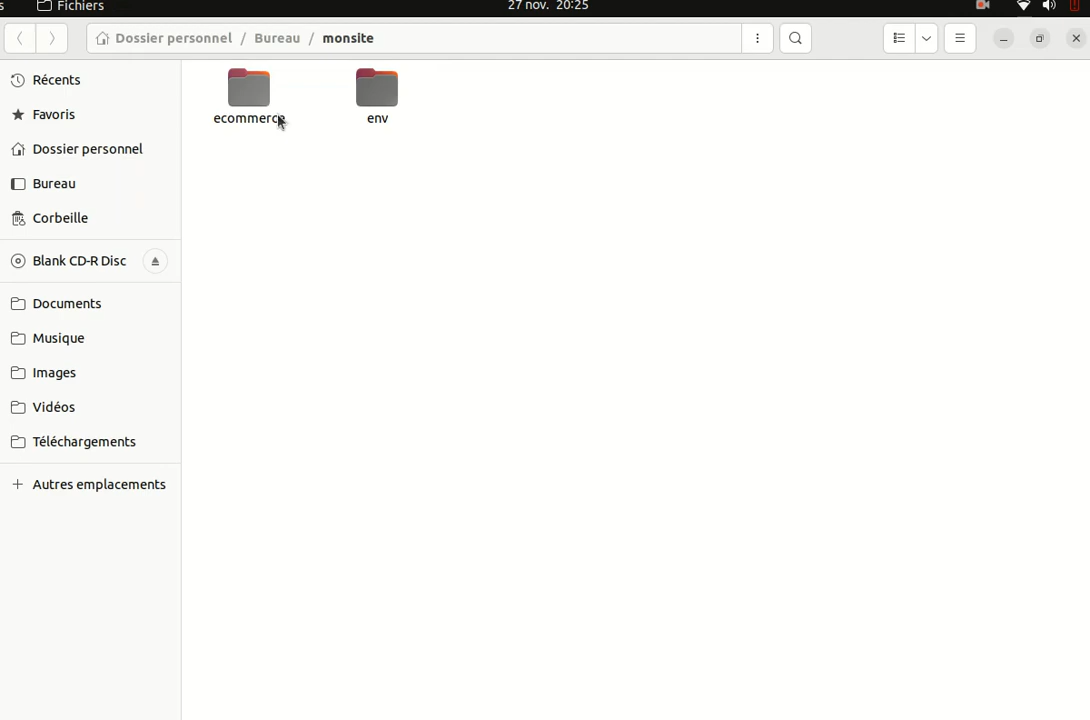 s Fichiers 27 nov. 20:25
Dossier personnel / Bureau / monsite
Récents
Favoris
Dossier personnel
Bureau
Corbeille
Blank CD-R Disc
Documents
Musique
Images
Vidéos
Téléchargements
+ Autres emplacements
ecommerce env